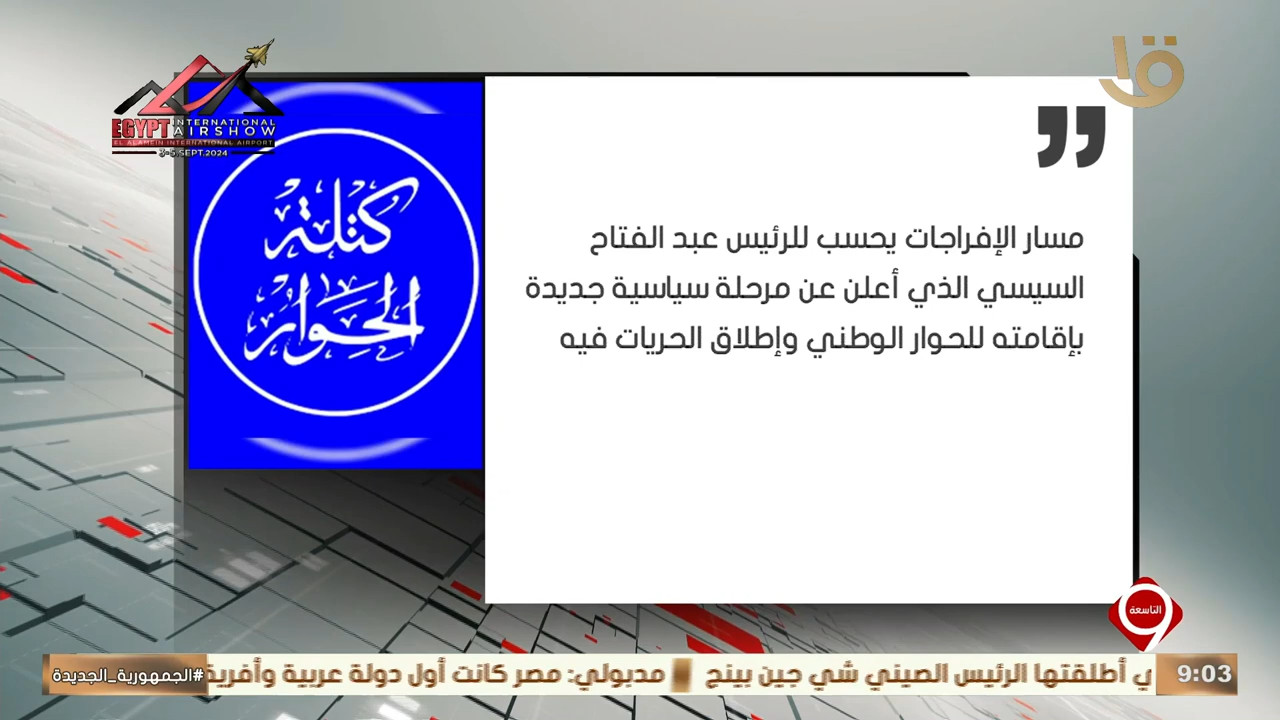 EGYPT INTERNATIONAL AIRSHOW
EL ALAMEIN INTERNATIONAL AIRPORT
3-5.SEPT.2024
كتلة
الحوار
مسار الإفراجات يحسب للرئيس عبد الفتاح
السيسي الذي أعلن عن مرحلة سياسية جديدة
بإقامته للحوار الوطني وإطلاق الحريات فيه
التاسعة
9
9:03
ي أطلقتها الرئيس الصيني شي جين بينج
مدبولي: مصر كانت أول دولة عربية وأفريق
#الجمهورية_الجديدة